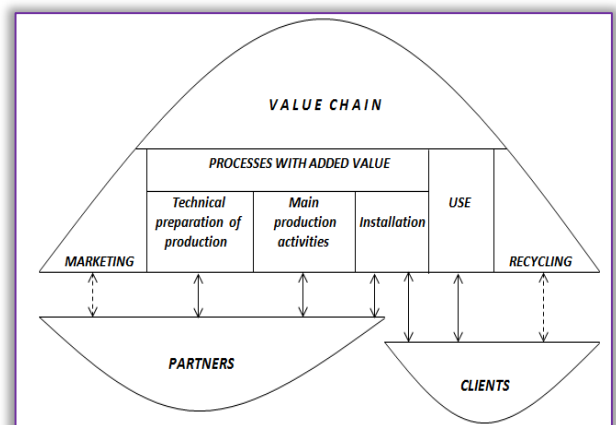 VALUE CHAIN
PROCESSES WITH ADDED VALUE
Technical
preparation of
production
Main
production
activities
Installation
USE
MARKETING
RECYCLING
PARTNERS
CLIENTS